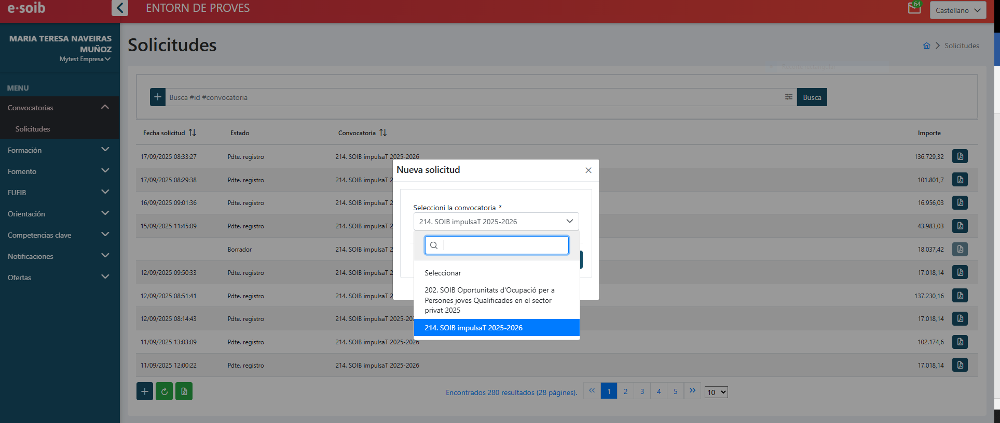 e·soib
ENTORN DE PROVES
64
Castellano
MARIA TERESA NAVEIRAS
MUÑOZ
Mytest Empresa
Solicitudes
Solicitudes
MENU
Convocatorias
Solicitudes
Formación
Fomento
FUEIB
Orientación
Competencias clave
Notificaciones
Ofertas
Busca #id #convocatoria
Busca
Fecha solicitud Estado Convocatoria Importe
17/09/2025 08:33:27 Pdte. registro 214. SOIB impulsaT 2025-2026 136.729,32
17/09/2025 08:29:38 Pdte. registro 214. SOIB impulsaT 2 101.801,7
16/09/2025 09:01:36 Pdte. registro 214. SOIB impulsaT 2 16.956,03
15/09/2025 11:45:09 Pdte. registro 214. SOIB impulsaT 2 43.983,03
Borrador 214. SOIB impulsaT 2 18.037,42
12/09/2025 09:50:33 Pdte. registro 214. SOIB impulsaT 2 17.018,14
12/09/2025 08:51:41 Pdte. registro 214. SOIB impulsaT 2 137.230,16
12/09/2025 08:14:43 Pdte. registro 214. SOIB impulsaT 2025-202 17.018,14
11/09/2025 13:03:09 Pdte. registro 214. SOIB impulsaT 2025-2026 102.174,6
11/09/2025 12:00:22 Pdte. registro 214. SOIB impulsaT 2025-2026 17.018,14
Nueva solicitud
Seleccioni la convocatoria *
214. SOIB impulsaT 2025-2026
Seleccionar
202. SOIB Oportunitats d'Ocupació per a
Persones joves Qualificades en el sector
privat 2025
214. SOIB impulsaT 2025-2026
Encontrados 280 resultados (28 págines).
« 1 2 3 4 5 » 10